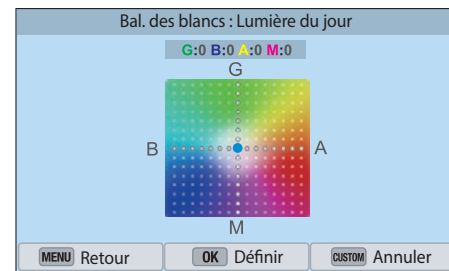 Bal. des blancs : Lumière du jour
G:0 B:0 A:0 M:0
G
B A
M
MENU Retour OK Définir CUSTOM Annuler